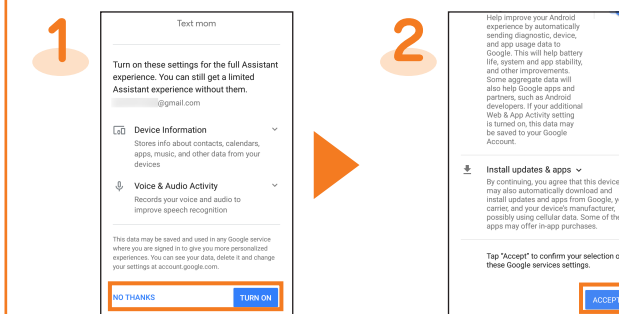 1
Text mom
Turn on these settings for the full Assistant
experience. You can still get a limited
Assistant experience without them.
@gmail.com
Device Information
Stores info about contacts, calendars,
apps, music, and other data from your
devices
Voice & Audio Activity
Records your voice and audio to
improve speech recognition
This data may be saved and used in any Google service
where you are signed in to give you more personalized
experiences. You can see your data, delete it and change
your settings at account.google.com.
NO THANKS
TURN ON
2
Help improve your Android
experience by automatically
sending diagnostic, device,
and app usage data to
Google. This will help battery
life, system and app stability,
and other improvements.
Some aggregate data will
also help Google apps and
partners, such as Android
developers. If your additional
Web & App Activity setting
is turned on, this data may
be saved to your Google
Account.
Install updates & apps
By continuing, you agree that this device
may also automatically download and
install updates and apps from Google,
carrier, and your device's manufacturer,
possibly using cellular data. Some of
apps may offer in-app purchases.
Tap "Accept" to confirm your selection
these Google services settings.
ACCEPT